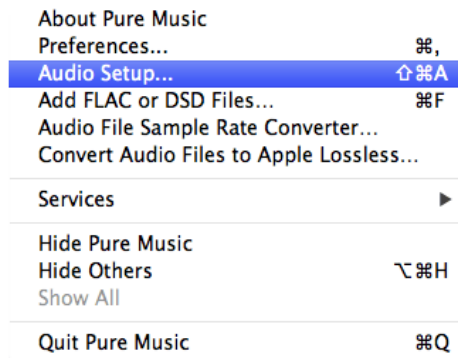 About Pure Music
Preferences... ⌘,
Audio Setup... ⇧⌘A
Add FLAC or DSD Files... ⌘F
Audio File Sample Rate Converter...
Convert Audio Files to Apple Lossless...
Services ▶
Hide Pure Music
Hide Others ⌥⌘H
Show All
Quit Pure Music ⌘Q